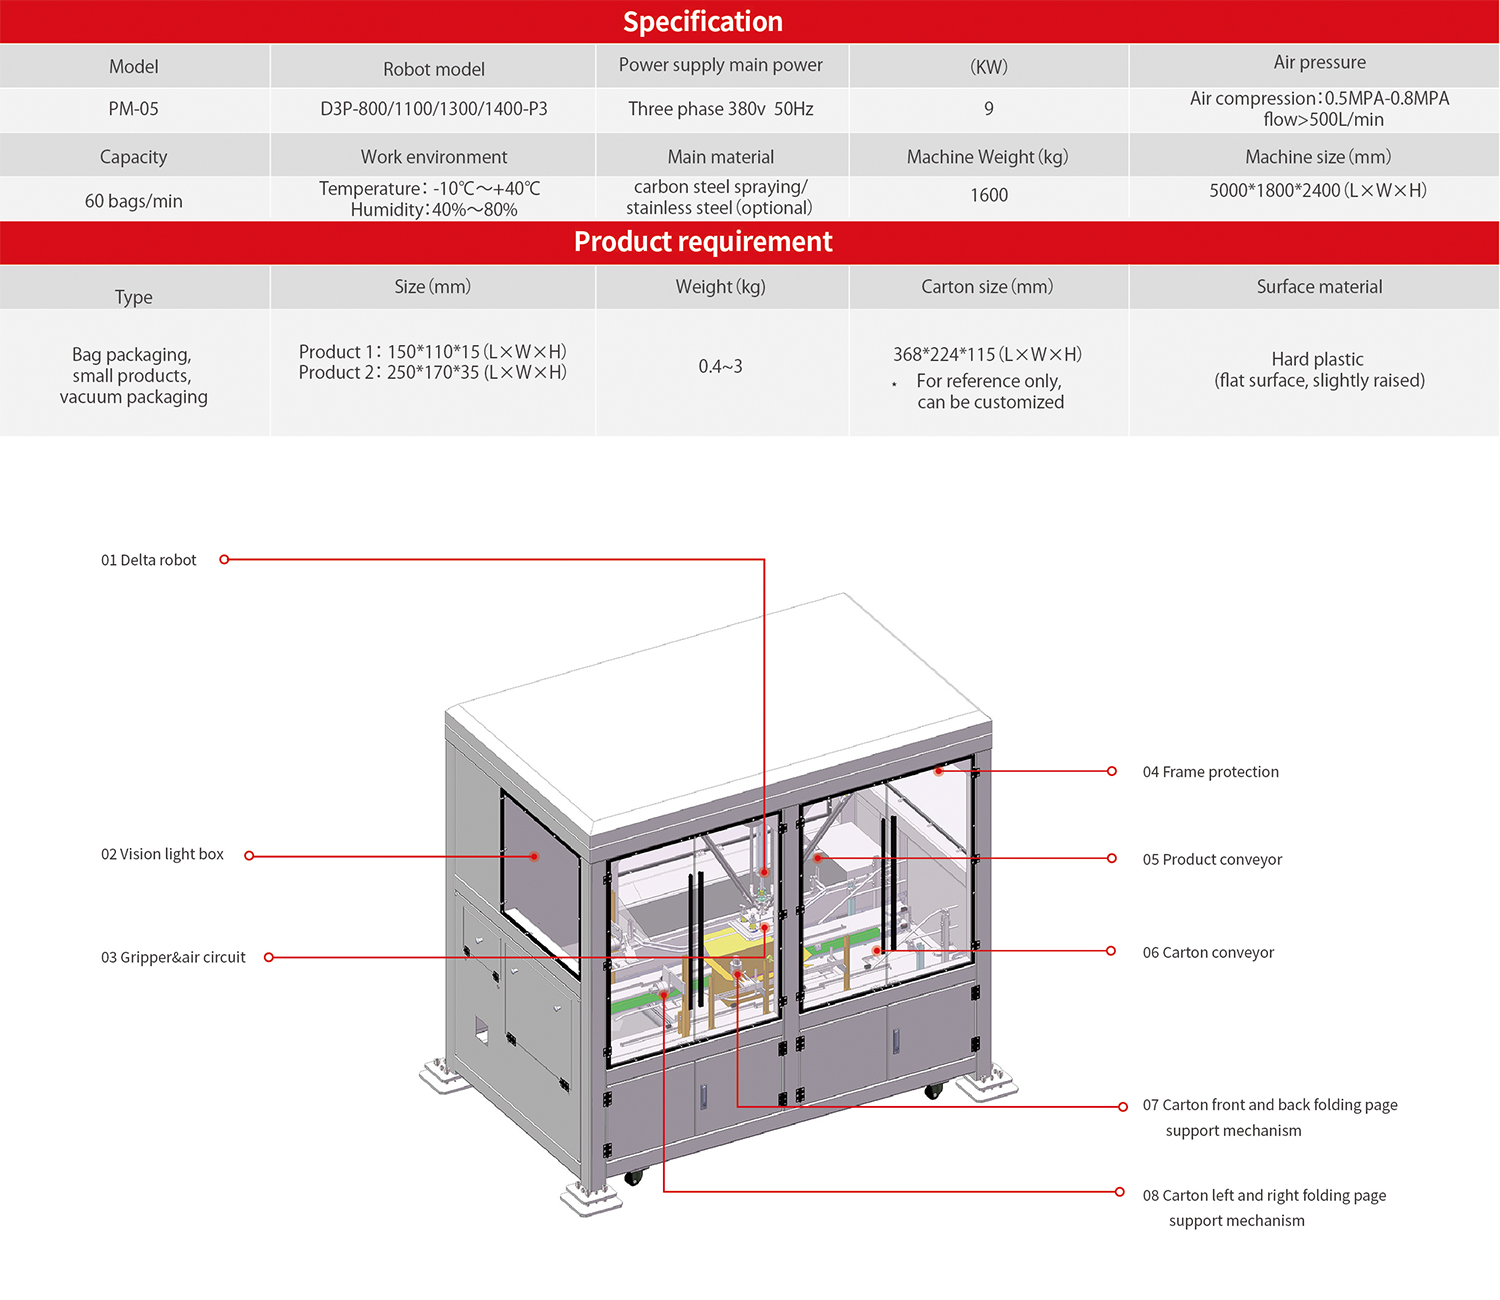 Specification
Model
Robot model
Power supply main power
(KW)
Air pressure
PM-05
D3P-800/1100/1300/1400-P3
Three phase 380v 50Hz
9
Air compression:0.5MPA-0.8MPA
flow>500L/min
Capacity
Work environment
Main material
Machine Weight(kg)
Machine size(mm)
60 bags/min
Temperature: -10℃~+40℃
Humidity:40%~80%
carbon steel spraying/
stainless steel(optional)
1600
5000*1800*2400(L×W×H)
Product requirement
Type
Size(mm)
Weight(kg)
Carton size(mm)
Surface material
Bag packaging,
small products,
vacuum packaging
Product 1: 150*110*15(L×W×H)
Product 2: 250*170*35 (L×W×H)
0.4~3
368*224*115(L×W×H)
* For reference only,
can be customized
Hard plastic
(flat surface, slightly raised)
01 Delta robot
02 Vision light box
03 Gripper&air circuit
04 Frame protection
05 Product conveyor
06 Carton conveyor
07 Carton front and back folding page
support mechanism
08 Carton left and right folding page
support mechanism